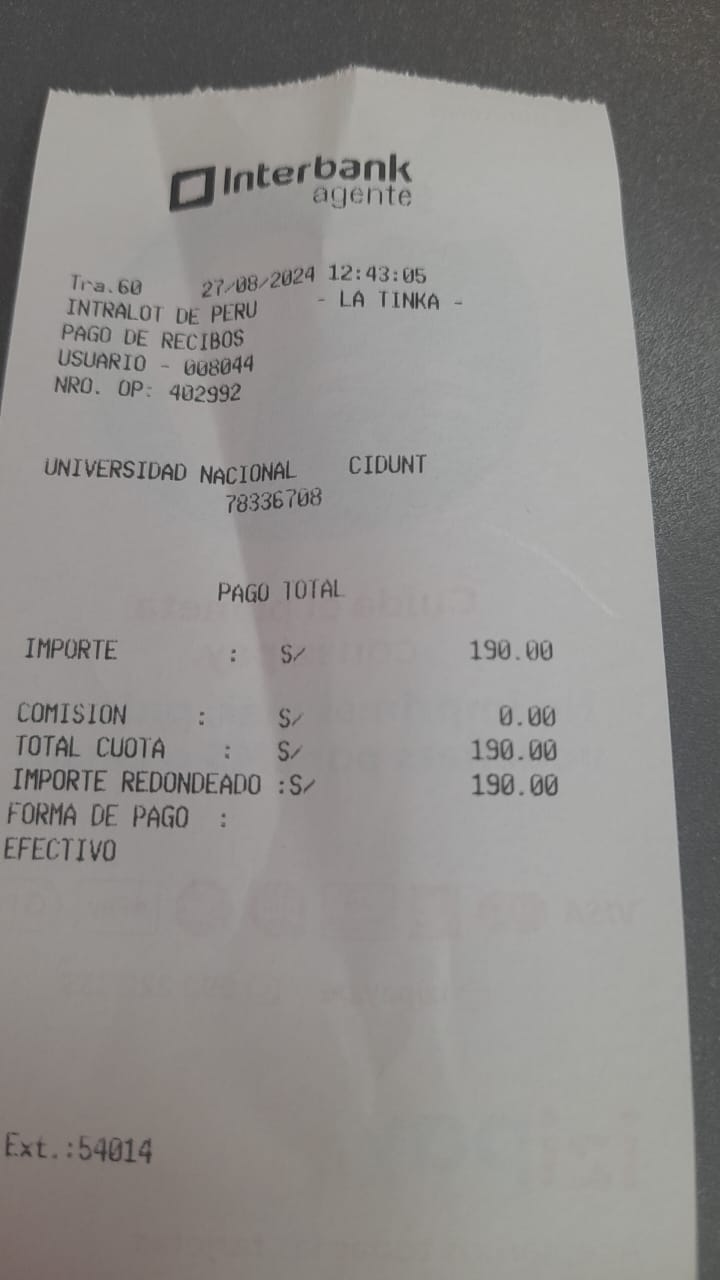 Interbank
agente
Tra.60 27/08/2024 12:43:05
INTRALOT DE PERU - LA TINKA -
PAGO DE RECIBOS
USUARIO - 008044
NRO. OP: 402992
UNIVERSIDAD NACIONAL CIDUNT
78336708
PAGO TOTAL
IMPORTE : S/ 190.00
COMISION : S/ 0.00
TOTAL CUOTA : S/ 190.00
IMPORTE REDONDEADO :S/ 190.00
FORMA DE PAGO :
EFECTIVO
Ext.:54014